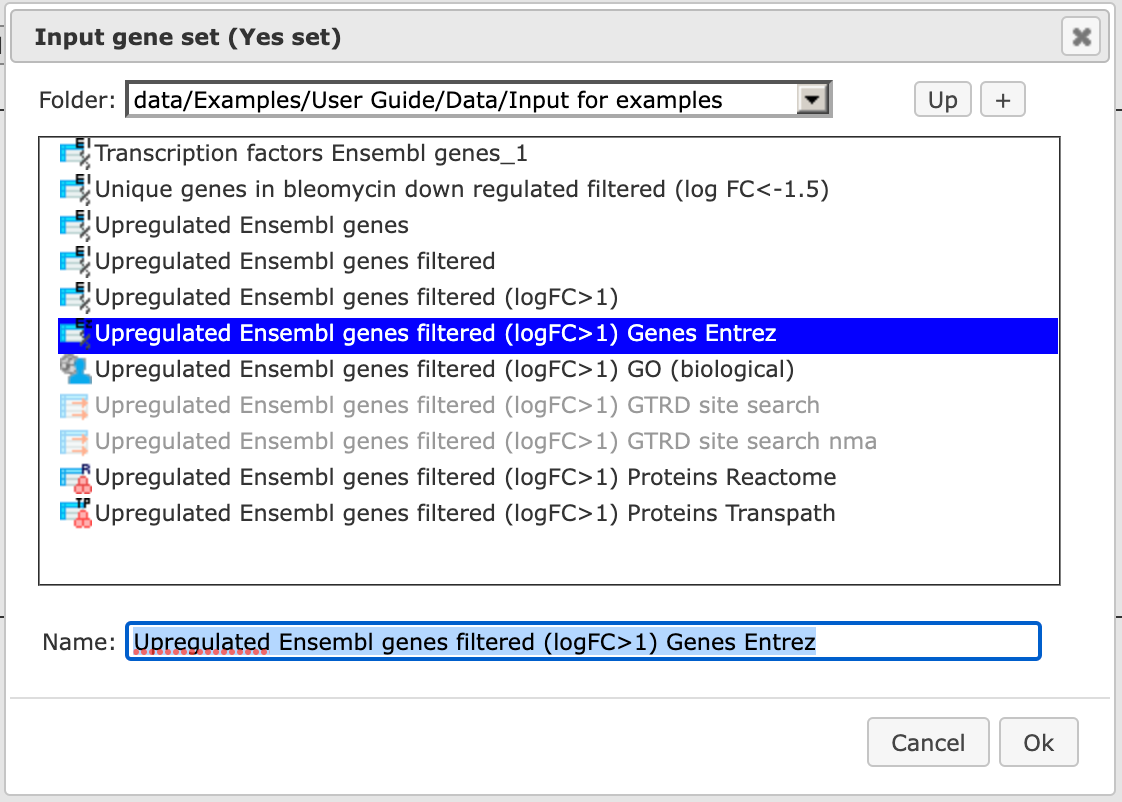 Input gene set (Yes set)
Folder: data/Examples/User Guide/Data/Input for examples Up +
Transcription factors Ensembl genes_1
Unique genes in bleomycin down regulated filtered (log FC<-1.5)
Upregulated Ensembl genes
Upregulated Ensembl genes filtered
Upregulated Ensembl genes filtered (logFC>1)
Upregulated Ensembl genes filtered (logFC>1) Genes Entrez
Upregulated Ensembl genes filtered (logFC>1) GO (biological)
Upregulated Ensembl genes filtered (logFC>1) GTRD site search
Upregulated Ensembl genes filtered (logFC>1) GTRD site search nma
R Upregulated Ensembl genes filtered (logFC>1) Proteins Reactome
TP Upregulated Ensembl genes filtered (logFC>1) Proteins Transpath
Name: Upregulated Ensembl genes filtered (logFC>1) Genes Entrez
Cancel Ok